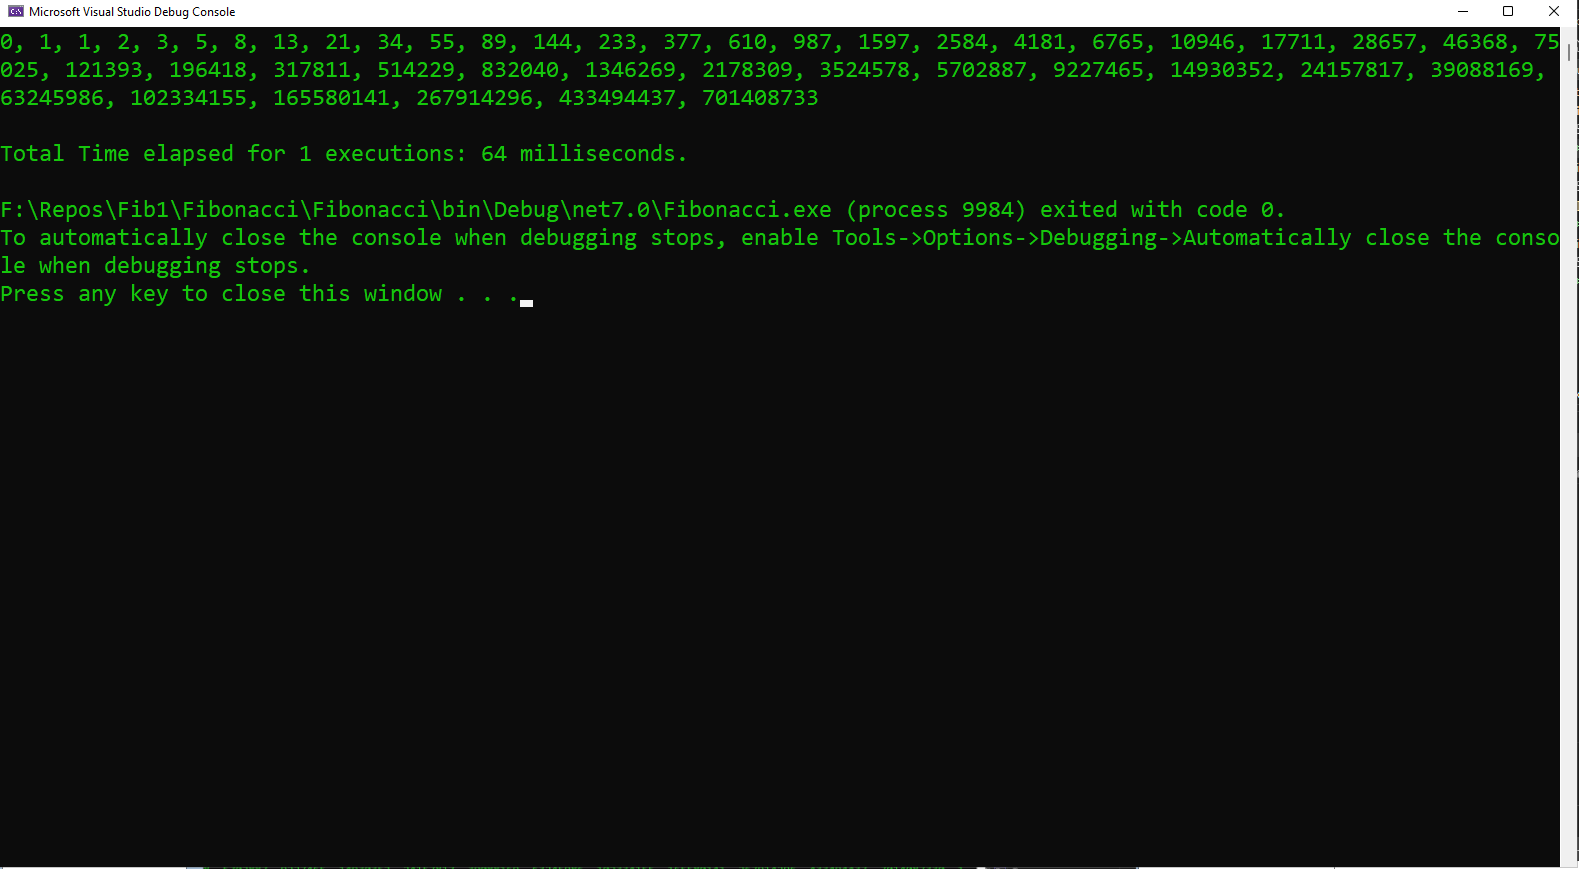 Microsoft Visual Studio Debug Console
0, 1, 1, 2, 3, 5, 8, 13, 21, 34, 55, 89, 144, 233, 377, 610, 987, 1597, 2584, 4181, 6765, 10946, 17711, 28657, 46368, 75
025, 121393, 196418, 317811, 514229, 832040, 1346269, 2178309, 3524578, 5702887, 9227465, 14930352, 24157817, 39088169,
63245986, 102334155, 165580141, 267914296, 433494437, 701408733
Total Time elapsed for 1 executions: 64 milliseconds.
F:\Repos\Fib1\Fibonacci\Fibonacci\bin\Debug\net7.0\Fibonacci.exe (process 9984) exited with code 0.
To automatically close the console when debugging stops, enable Tools->Options->Debugging->Automatically close the conso
le when debugging stops.
Press any key to close this window . . .